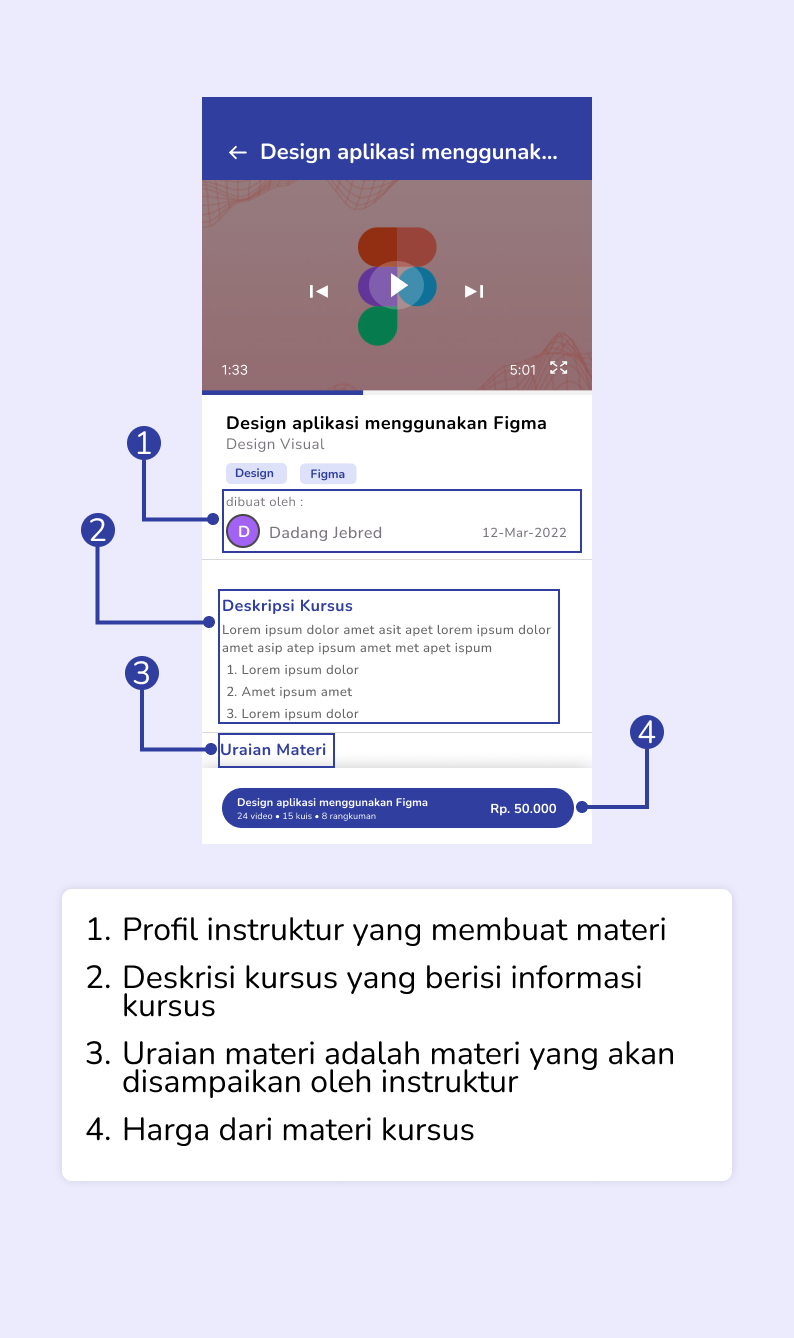 Design aplikasi menggunak...
1:33
5:01
Design aplikasi menggunakan Figma
Design Visual
Design Figma
1
dibuat oleh :
D Dadang Jebred 12-Mar-2022
2
Deskripsi Kursus
Lorem ipsum dolor amet asit apet lorem ipsum dolor
amet asip atep ipsum amet met apet ispum
1. Lorem ipsum dolor
2. Amet ipsum amet
3. Lorem ipsum dolor
3
Uraian Materi
4
Design aplikasi menggunakan Figma
24 video • 15 kuis • 8 rangkuman
Rp. 50.000
1. Profil instruktur yang membuat materi
2. Deskrisi kursus yang berisi informasi
kursus
3. Uraian materi adalah materi yang akan
disampaikan oleh instruktur
4. Harga dari materi kursus